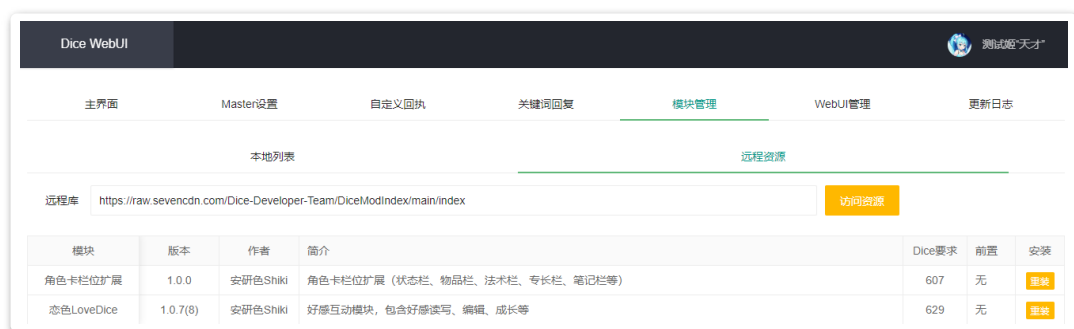 Dice WebUI 测试姬"天才"
主界面 Master设置 自定义回执 关键词回复 模块管理 WebUI管理 更新日志
本地列表 远程资源
远程库 https://raw.sevencdn.com/Dice-Developer-Team/DiceModIndex/main/index 访问资源
模块 版本 作者 简介 Dice要求 前置 安装
角色卡栏位扩展 1.0.0 安研色Shiki 角色卡栏位扩展（状态栏、物品栏、法术栏、专长栏、笔记栏等） 607 无 重装
恋色LoveDice 1.0.7(8) 安研色Shiki 好感互动模块，包含好感读写、编辑、成长等 629 无 重装